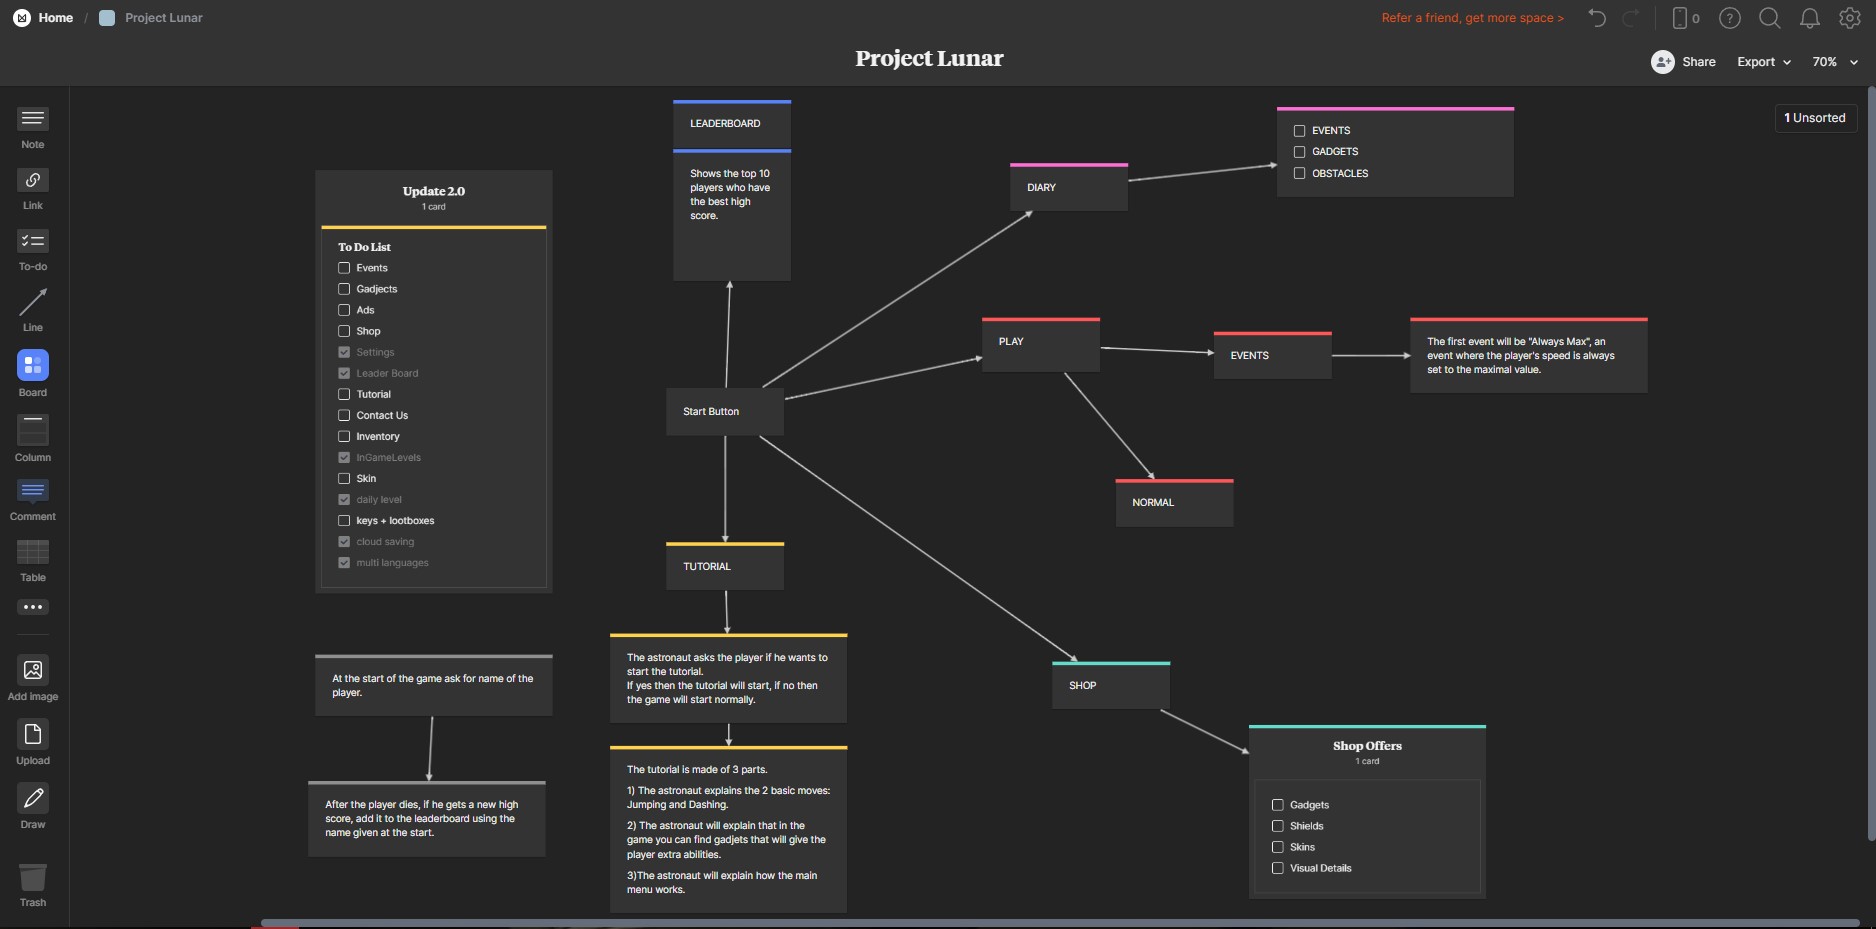 Home / Project Lunar
Refer a friend, get more space >
0
?
Project Lunar
Share
Export
70%
1 Unsorted
Note
Link
To-do
Line
Board
Column
Comment
Table
Add image
Upload
Draw
Trash
Update 2.0
1 card
To Do List
Events
Gadjects
Ads
Shop
Settings
Leader Board
Tutorial
Contact Us
Inventory
InGameLevels
Skin
daily level
keys + lootboxes
cloud saving
multi languages
At the start of the game ask for name of the
player.
After the player dies, if he gets a new high
score, add it to the leaderboard using the
name given at the start.
LEADERBOARD
Shows the top 10
players who have
the best high
score.
Start Button
TUTORIAL
The astronaut asks the player if he wants to
start the tutorial.
If yes then the tutorial will start, if no then
the game will start normally.
The tutorial is made of 3 parts.
1) The astronaut explains the 2 basic moves:
Jumping and Dashing.
2) The astronaut will explain that in the
game you can find gadjets that will give the
player extra abilities.
3)The astronaut will explain how the main
menu works.
DIARY
EVENTS
GADGETS
OBSTACLES
PLAY
EVENTS
The first event will be "Always Max", an
event where the player's speed is always
set to the maximal value.
NORMAL
SHOP
Shop Offers
1 card
Gadgets
Shields
Skins
Visual Details